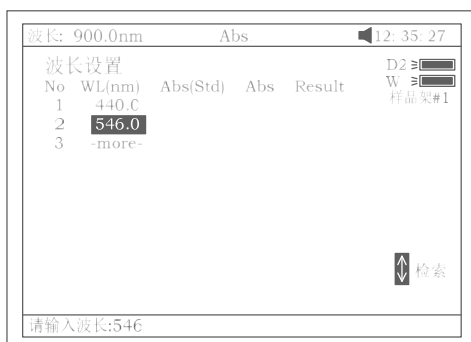 波长: 900.0nm Abs 12: 35: 27
波长设置 D2
No WL(nm) Abs(Std) Abs Result W
样品架#1
1 440.0
2 546.0
3 -more-
检索
请输入波长:546